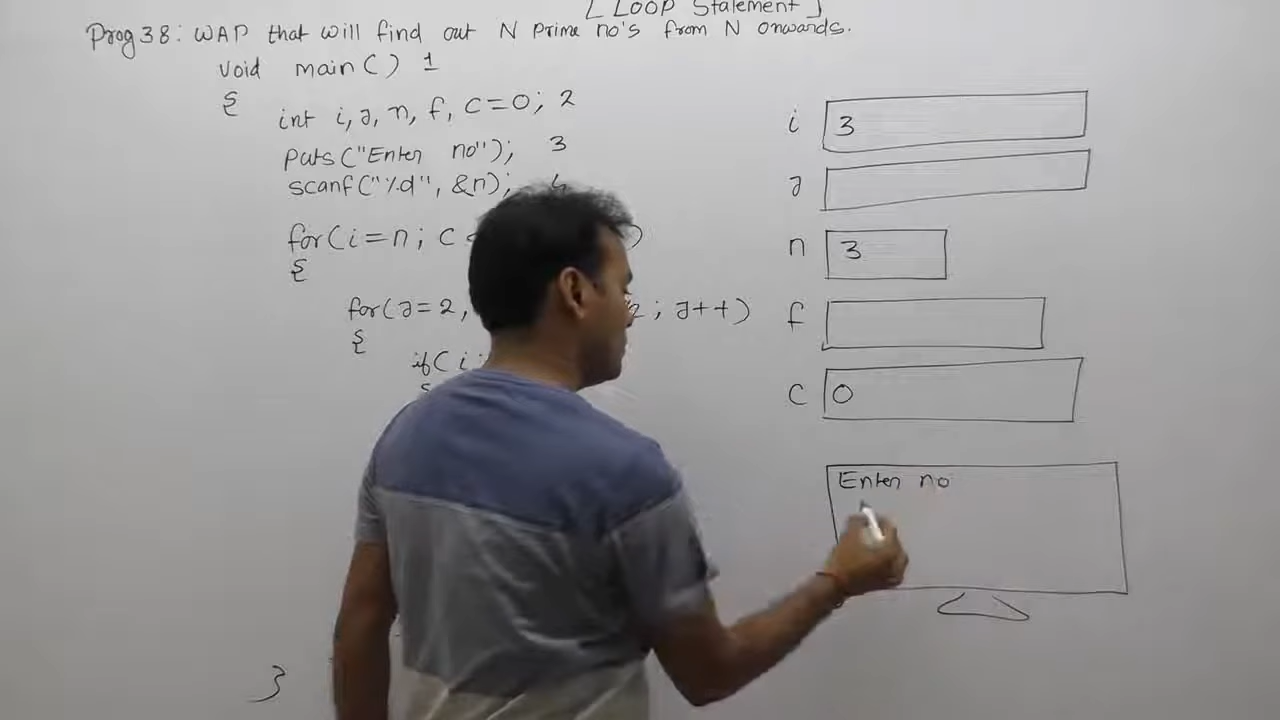 [LOOP Statement]
Prog 38: WAP that will find out N Prime no's from N onwards.
void main() 1
{
int i, j, n, f, c=0; 2
puts("Enter no"); 3
scanf("%d", &n);
for(i=n; c )
{
for(j=2, ; j++)
{
if( i
3
i 3
j
n 3
f
c 0
Enter no